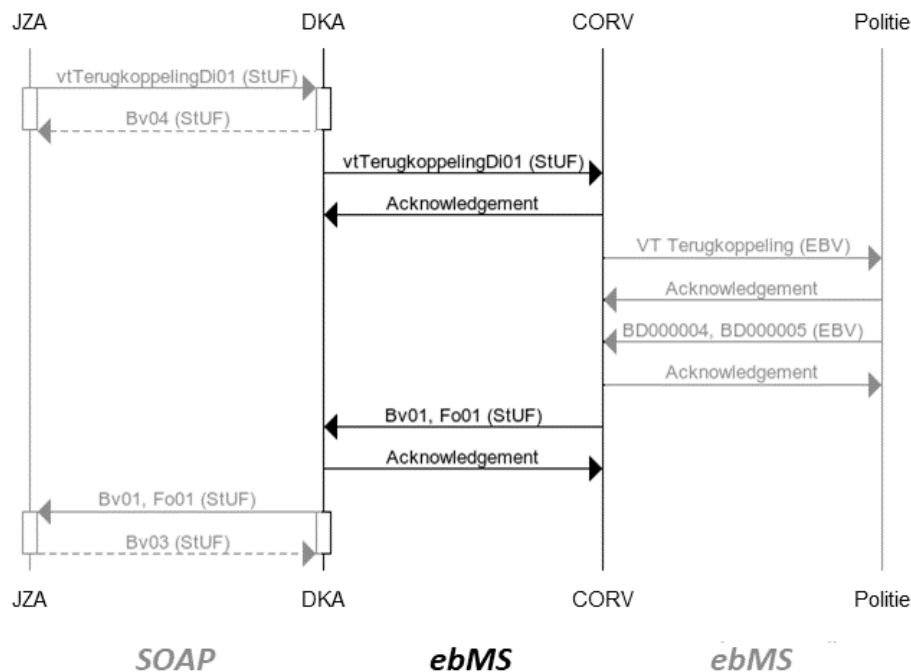 JZA DKA CORV Politie
vtTerugkoppelingDi01 (StUF)
Bv04 (StUF)
vtTerugkoppelingDi01 (StUF)
Acknowledgement
VT Terugkoppeling (EBV)
Acknowledgement
BD000004, BD000005 (EBV)
Acknowledgement
Bv01, Fo01 (StUF)
Acknowledgement
Bv01, Fo01 (StUF)
Bv03 (StUF)
JZA DKA CORV Politie
SOAP ebMS ebMS